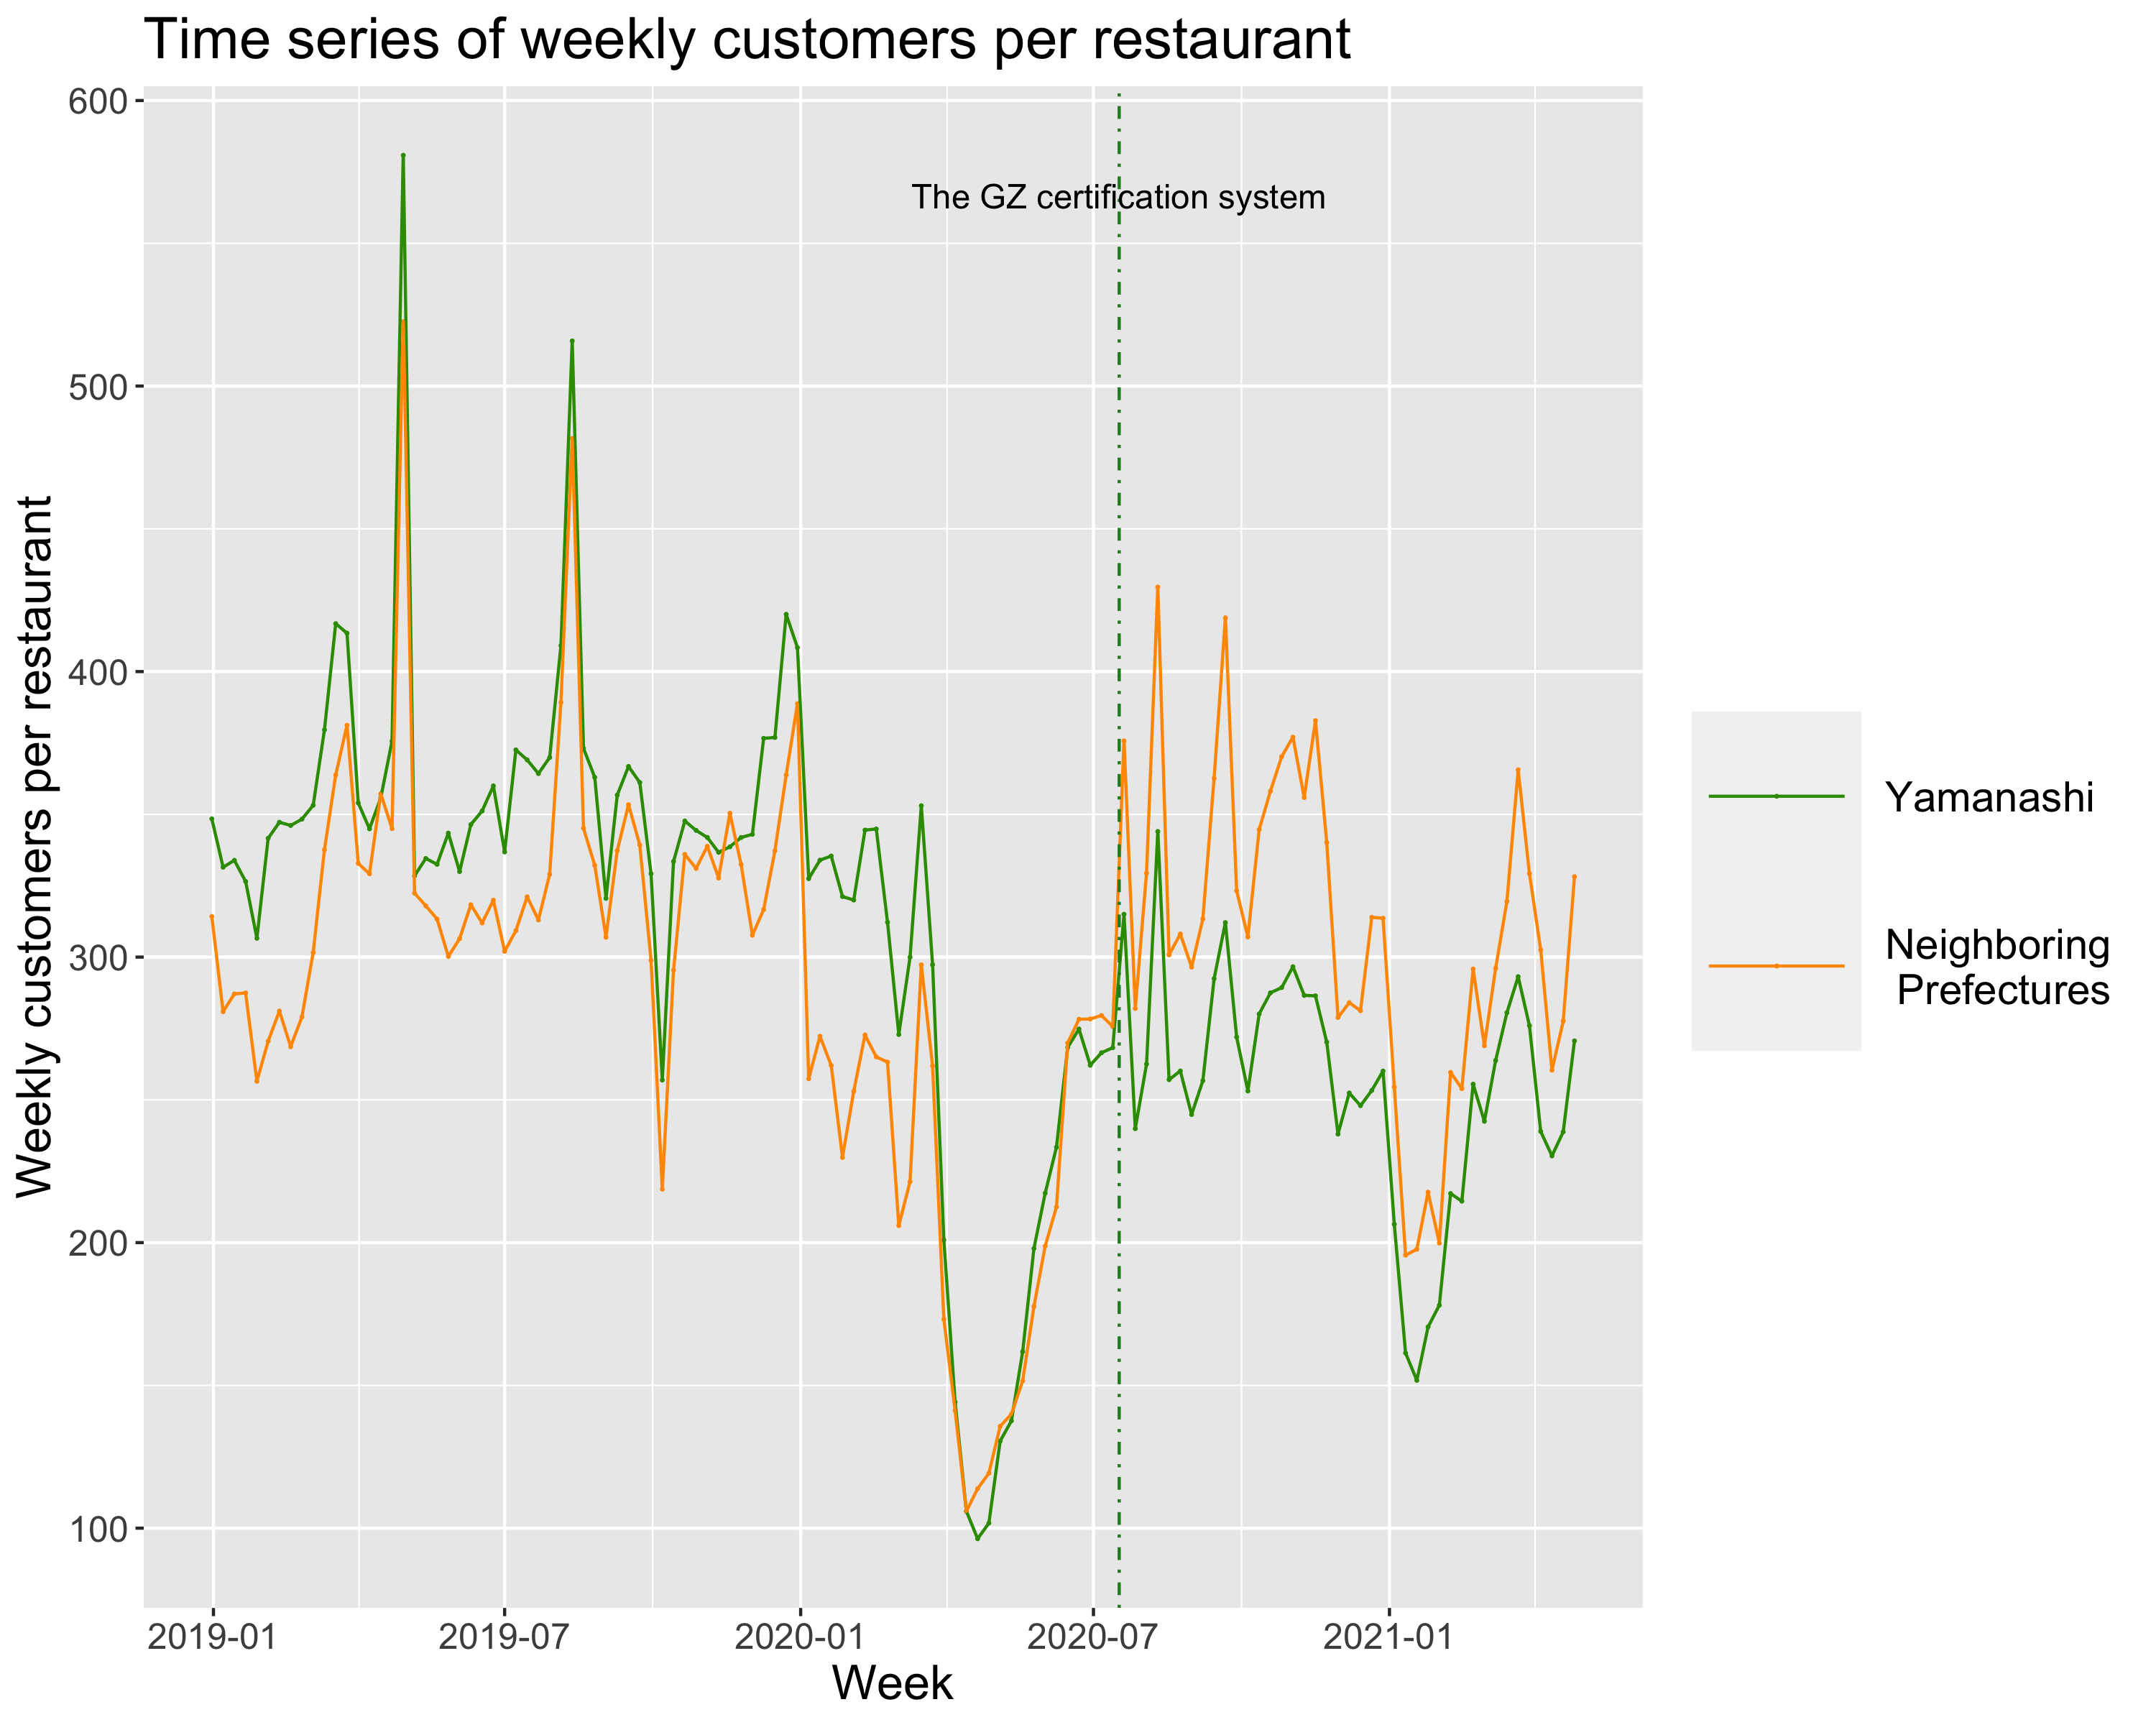 Time series of weekly customers per restaurant
Weekly customers per restaurant
600
500
400
300
200
100
The GZ certification system
2019-01
2019-07
2020-01
2020-07
2021-01
Week
Yamanashi
Neighboring
Prefectures